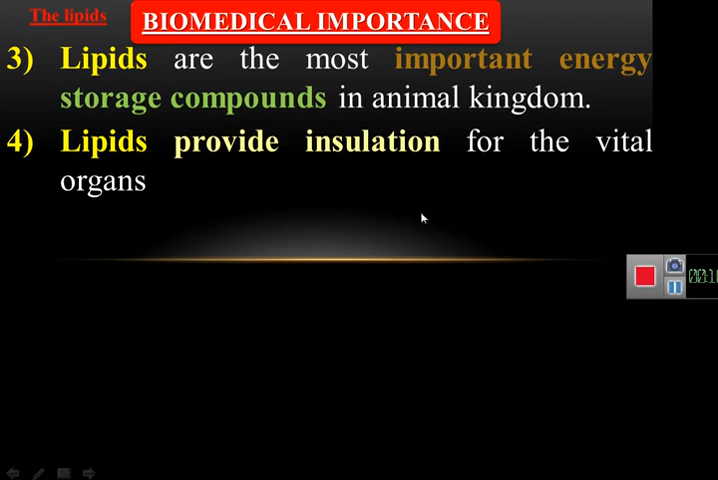 The lipids
BIOMEDICAL IMPORTANCE
3) Lipids are the most important energy
storage compounds in animal kingdom.
4) Lipids provide insulation for the vital
organs